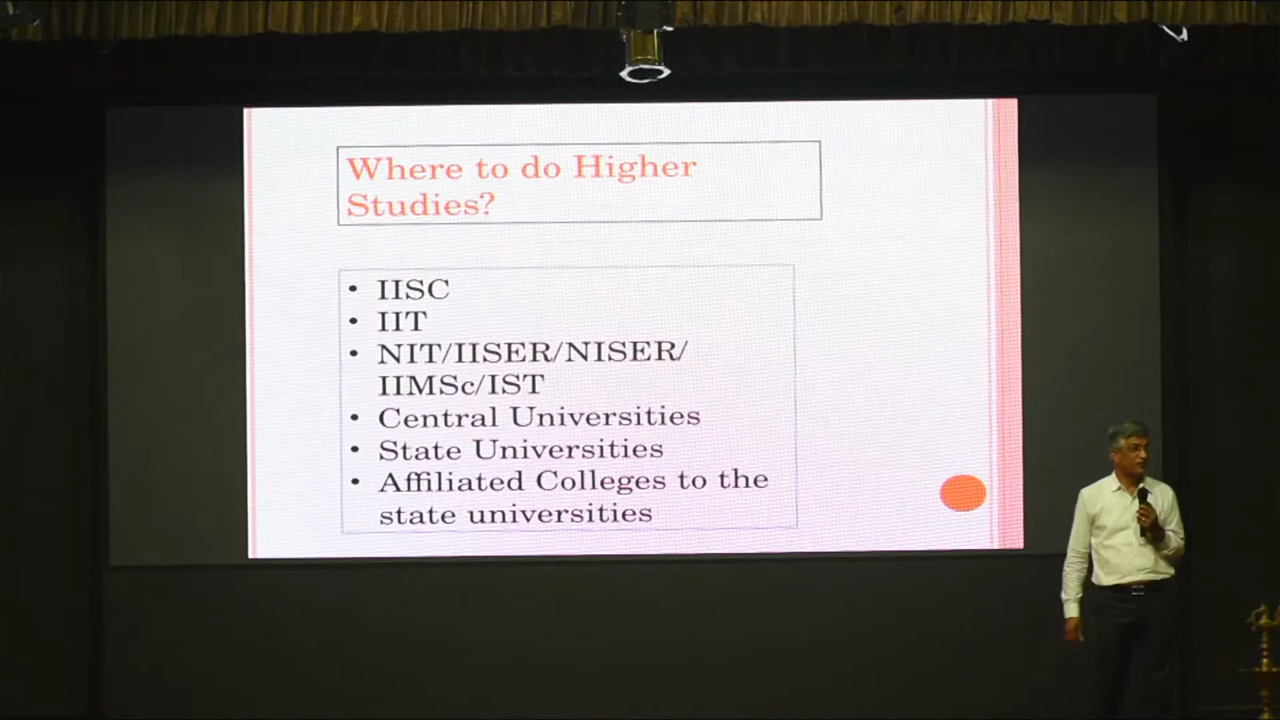 Where to do Higher
Studies?
• IISC
• IIT
• NIT/IISER/NISER/
IIMSc/IST
• Central Universities
• State Universities
• Affiliated Colleges to the
state universities